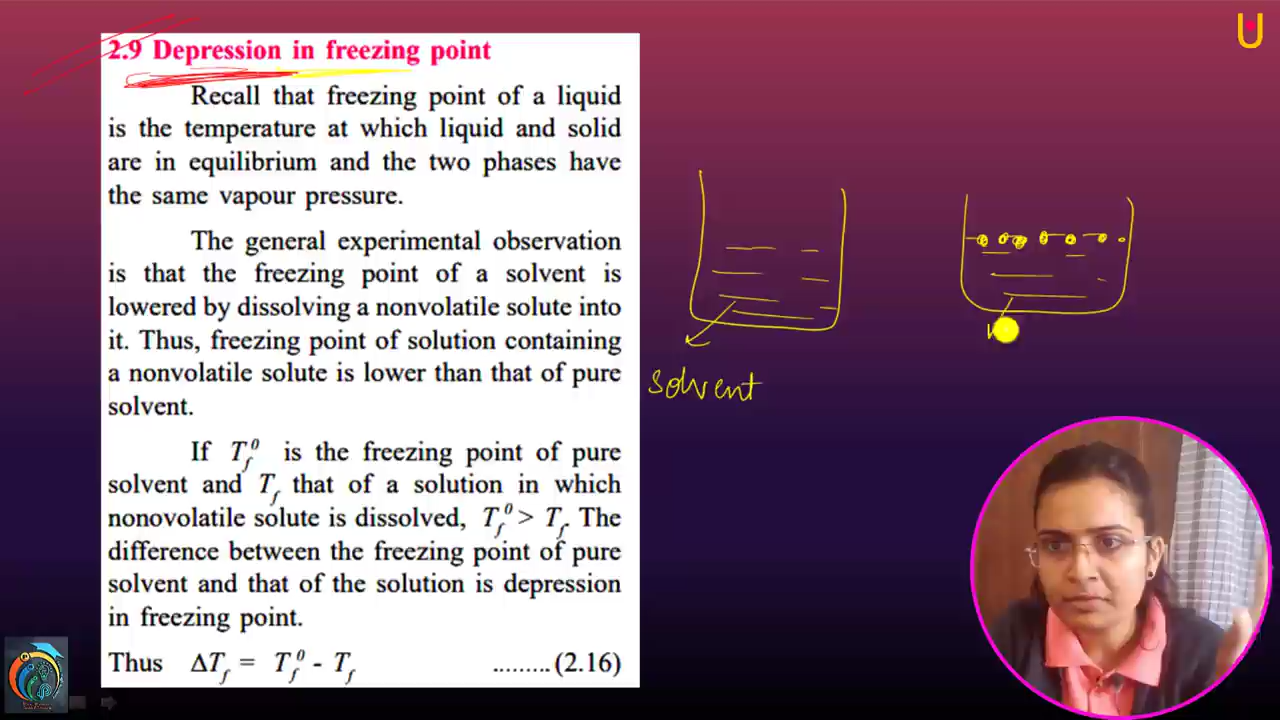 2.9 Depression in freezing point
Recall that freezing point of a liquid
is the temperature at which liquid and solid
are in equilibrium and the two phases have
the same vapour pressure.
The general experimental observation
is that the freezing point of a solvent is
lowered by dissolving a nonvolatile solute into
it. Thus, freezing point of solution containing
a nonvolatile solute is lower than that of pure
solvent.
If T_f^0 is the freezing point of pure
solvent and T_f that of a solution in which
nonovolatile solute is dissolved, T_f^0 > T_f. The
difference between the freezing point of pure
solvent and that of the solution is depression
in freezing point.
Thus ΔT_f = T_f^0 - T_f .........(2.16)
solvent